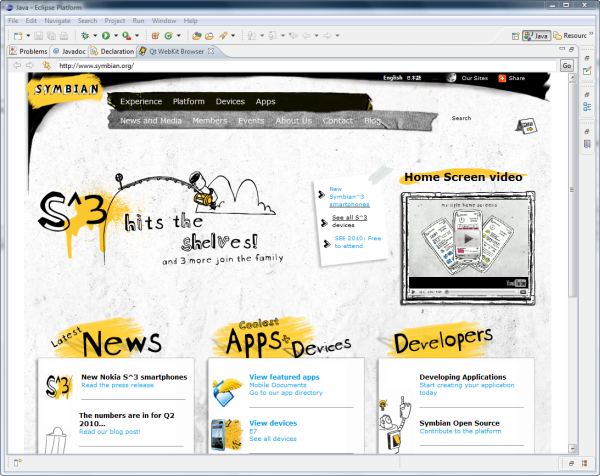 Java - Eclipse Platform
File Edit Navigate Search Project Run Window Help
Java
Resourc
Problems Javadoc Declaration Qt WebKit Browser
http://www.symbian.org/ Go
English 日本語 Our Sites Share
SYMBIAN
Experience Platform Devices Apps
News and Media Members Events About Us Contact Blog
Search
S^3 hits the shelves!
and 3 more join the family
New
Symbian^3
smartphones
See all S^3
devices
SEE 2010: Free
to attend
Home Screen video
multiple home screens
YouTube
Latest News
Coolest Apps + Devices
Developers
S^3
New Nokia S^3 smartphones
Read the press release
The numbers are in for Q2
2010...
Read our blog post!
View featured apps
Mobile Documents
Go to our app directory
View devices
E7
See all devices
Developing Applications
Start creating your application
today
Symbian Open Source
Contribute to the platform